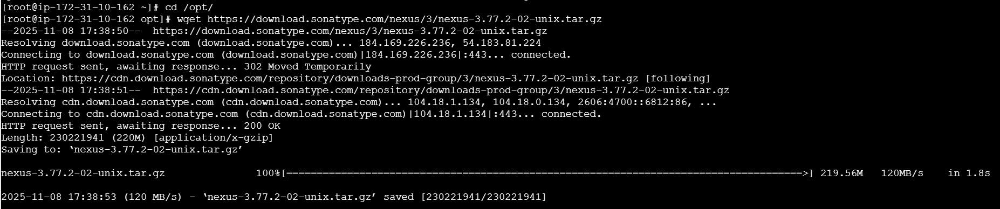 [root@ip-172-31-10-162 ~]# cd /opt/
[root@ip-172-31-10-162 opt]# wget https://download.sonatype.com/nexus/3/nexus-3.77.2-02-unix.tar.gz
--2025-11-08 17:38:50--  https://download.sonatype.com/nexus/3/nexus-3.77.2-02-unix.tar.gz
Resolving download.sonatype.com (download.sonatype.com)... 184.169.226.236, 54.183.81.224
Connecting to download.sonatype.com (download.sonatype.com)|184.169.226.236|:443... connected.
HTTP request sent, awaiting response... 302 Moved Temporarily
Location: https://cdn.download.sonatype.com/repository/downloads-prod-group/3/nexus-3.77.2-02-unix.tar.gz [following]
--2025-11-08 17:38:51--  https://cdn.download.sonatype.com/repository/downloads-prod-group/3/nexus-3.77.2-02-unix.tar.gz
Resolving cdn.download.sonatype.com (cdn.download.sonatype.com)... 104.18.1.134, 104.18.0.134, 2606:4700::6812:86, ...
Connecting to cdn.download.sonatype.com (cdn.download.sonatype.com)|104.18.1.134|:443... connected.
HTTP request sent, awaiting response... 200 OK
Length: 230221941 (220M) [application/x-gzip]
Saving to: ‘nexus-3.77.2-02-unix.tar.gz’
nexus-3.77.2-02-unix.tar.gz               100%[=====================================================================================>] 219.56M   120MB/s    in 1.8s
2025-11-08 17:38:53 (120 MB/s) - ‘nexus-3.77.2-02-unix.tar.gz’ saved [230221941/230221941]